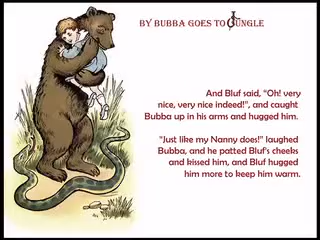 BY BUBBA GOES TO JUNGLE
And Bluf said, "Oh! very
nice, very nice indeed!", and caught
Bubba up in his arms and hugged him.
"Just like my Nanny does!" laughed
Bubba, and he patted Bluf's cheeks
and kissed him, and Bluf hugged
him more to keep him warm.